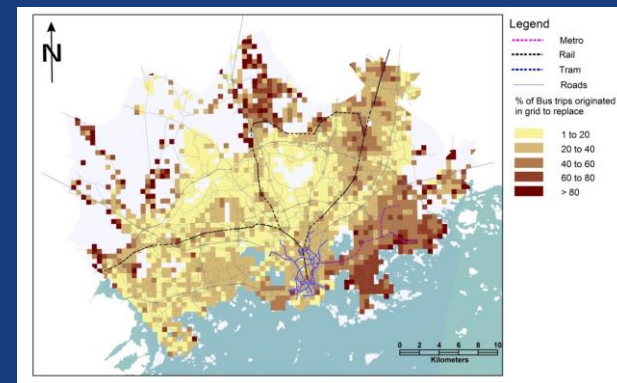 N
Legend
Metro
Rail
Tram
Roads
% of Bus trips originated
in grid to replace
1 to 20
20 to 40
40 to 60
60 to 80
> 80
0 2 4 6 8 10
Kilometers